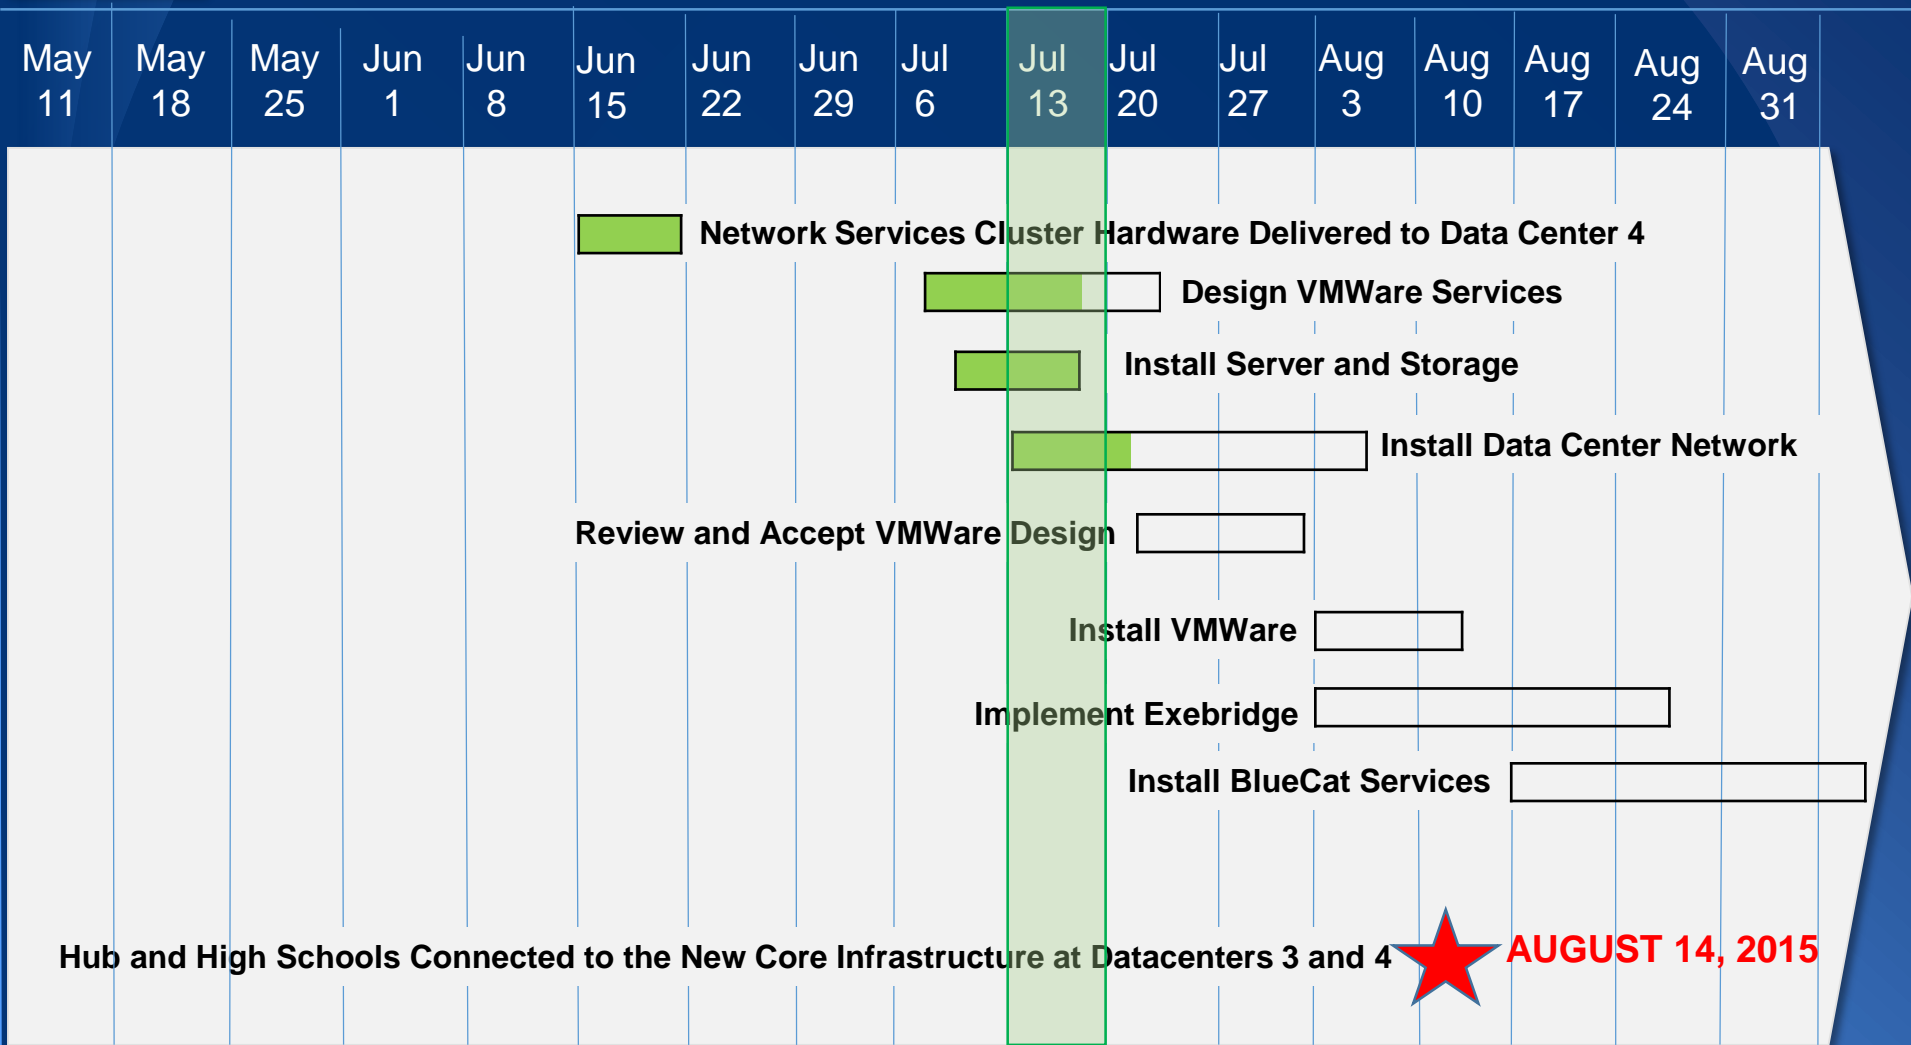 May May May Jun Jun Jun Jun Jun Jul Jul Jul Jul Aug Aug Aug Aug Aug
11 18 25 1 8 15 22 29 6 13 20 27 3 10 17 24 31
Network Services Cluster Hardware Delivered to Data Center 4
Design VMWare Services
Install Server and Storage
Install Data Center Network
Review and Accept VMWare Design
Install VMWare
Implement Exebridge
Install BlueCat Services
Hub and High Schools Connected to the New Core Infrastructure at Datacenters 3 and 4 AUGUST 14, 2015